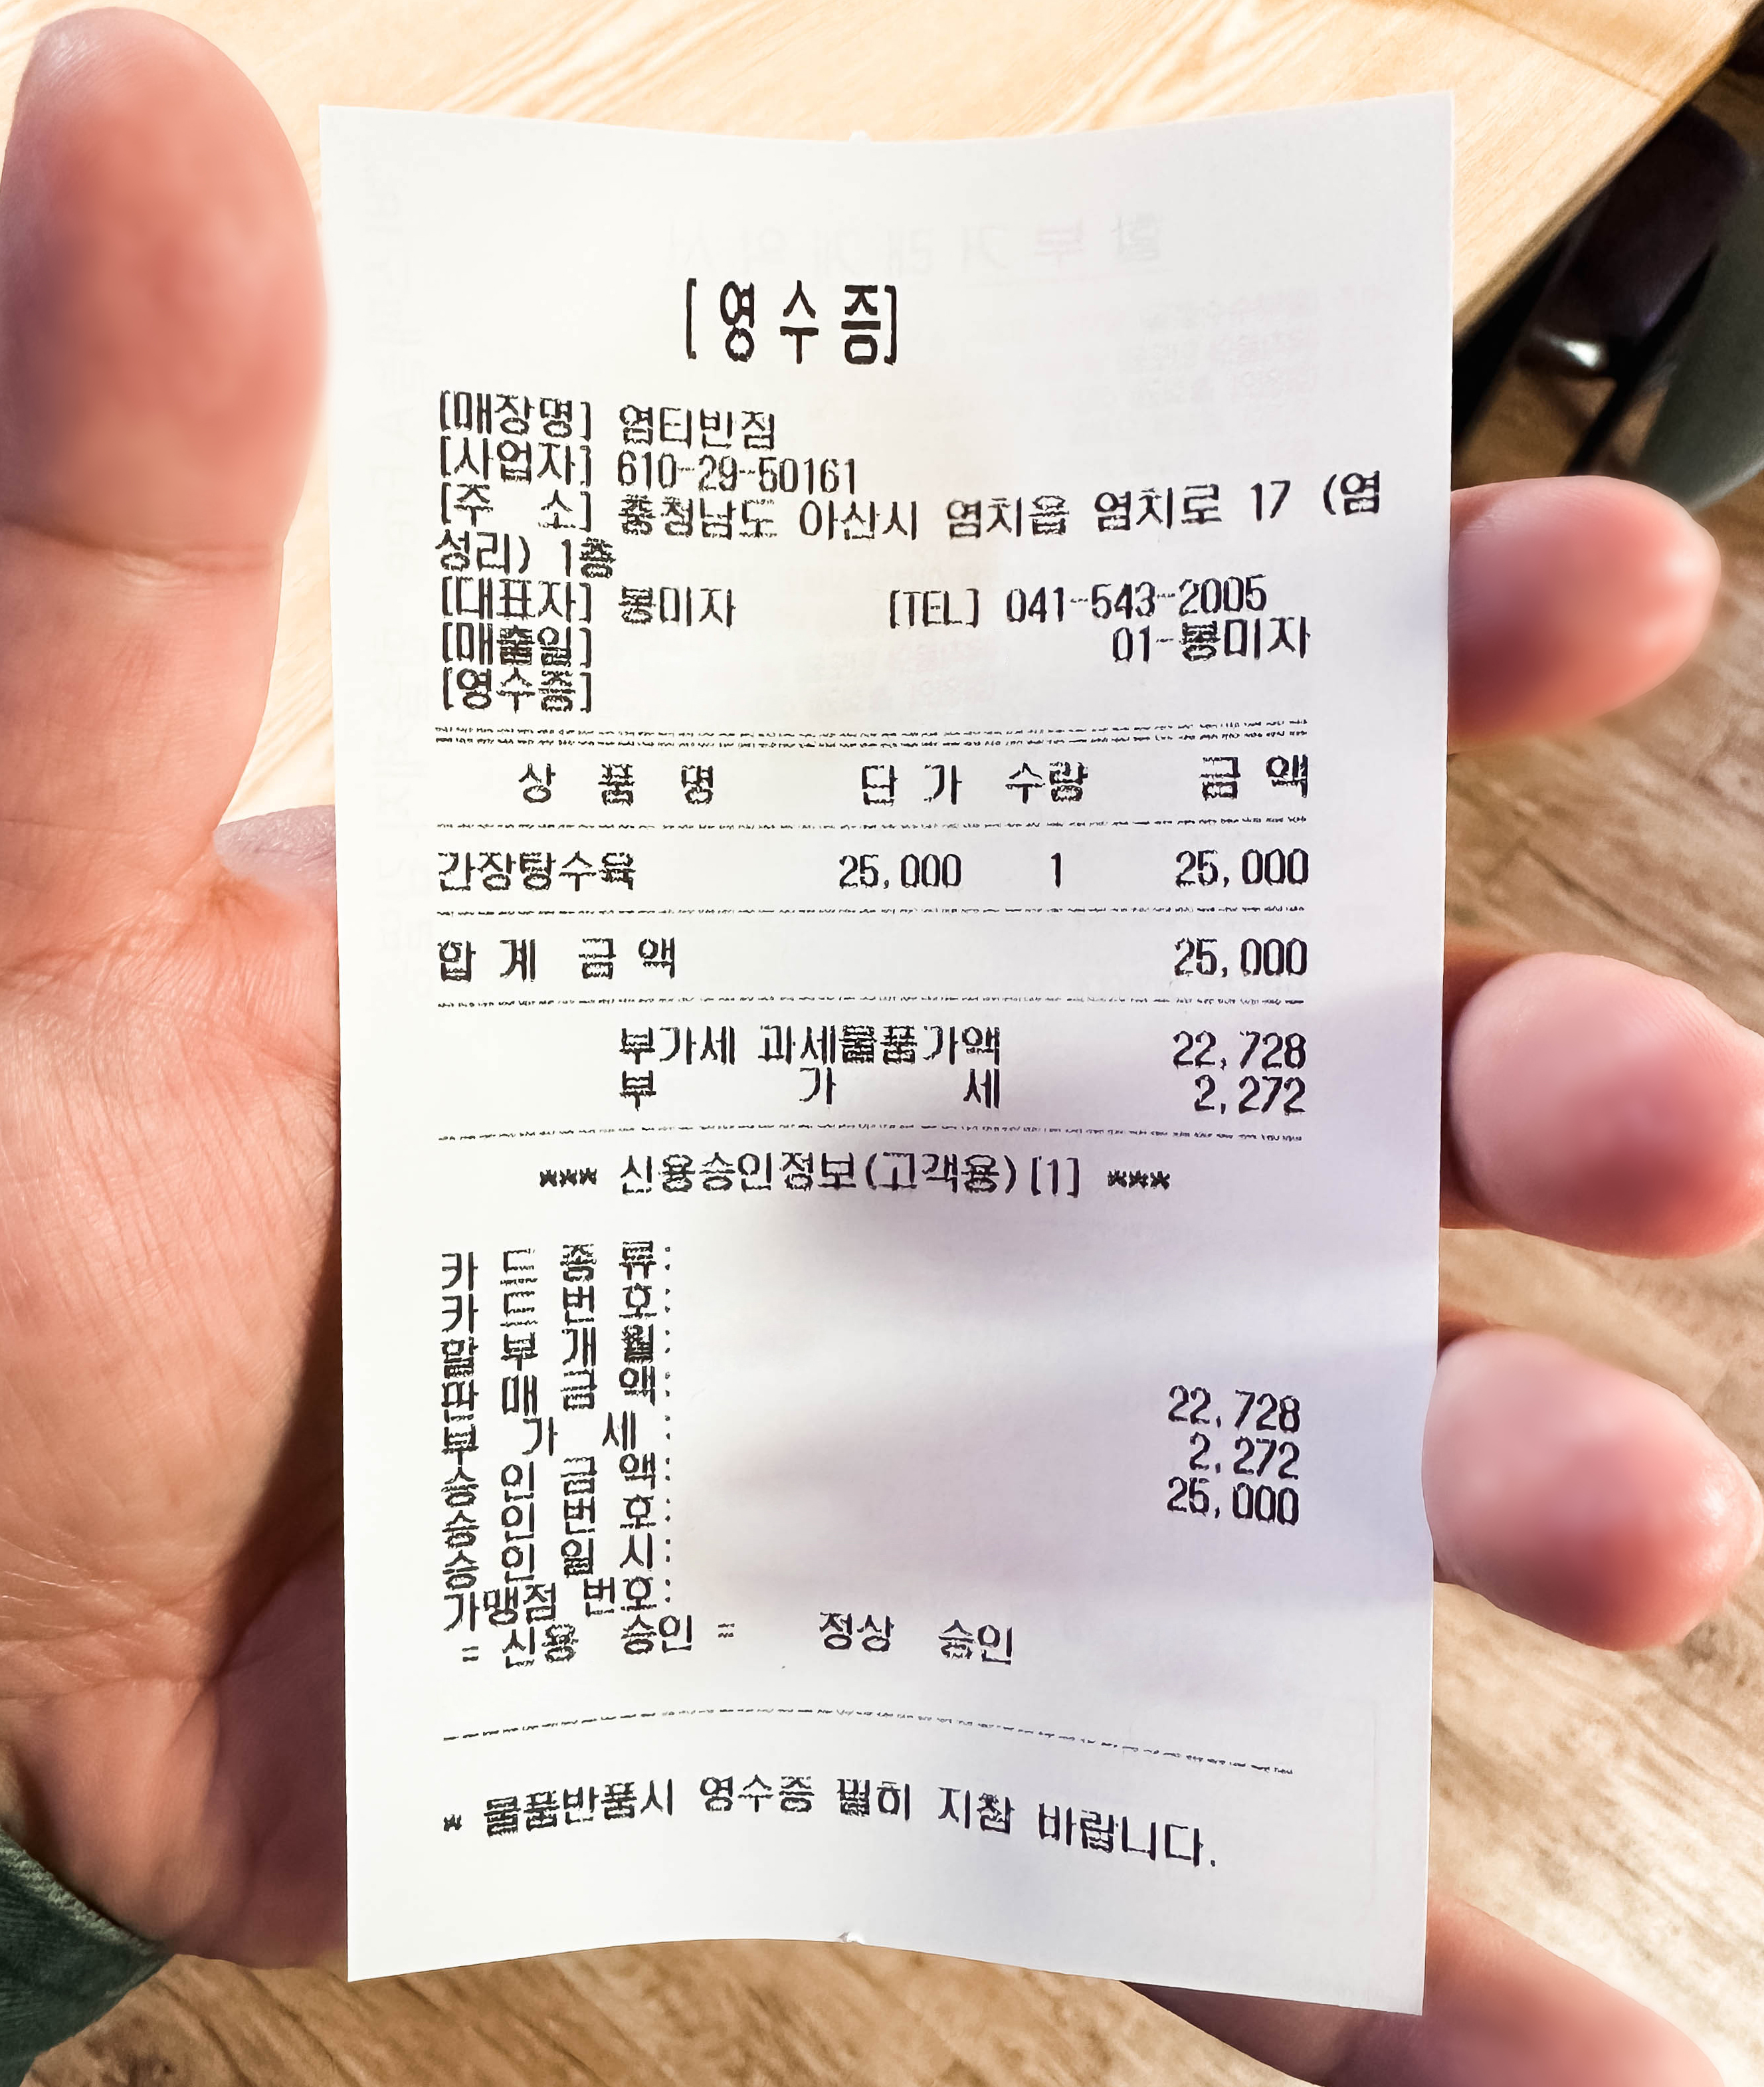 [영수증]
[매장명] 염티반점
[사업자] 610-29-50161
[주 소] 충청남도 아산시 염치읍 염치로 17 (염
성리) 1층
[대표자] 봉미자 [TEL] 041-543-2005
[매출일] 01-봉미자
[영수증]
상 품 명 단 가 수량 금 액
간장탕수육 25,000 1 25,000
합 계 금 액 25,000
부가세 과세물품가액 22,728
부 가 세 2,272
*** 신용승인정보(고객용)[1] ***
카 드 종 류:
카 드 번 호:
할 부 개 월:
판 매 금 액: 22,728
부 가 세 : 2,272
승 인 금 액: 25,000
승 인 번 호:
승 인 일 시:
가맹점 번호:
= 신용 승인 = 정상 승인
* 물품반품시 영수증 필히 지참 바랍니다.